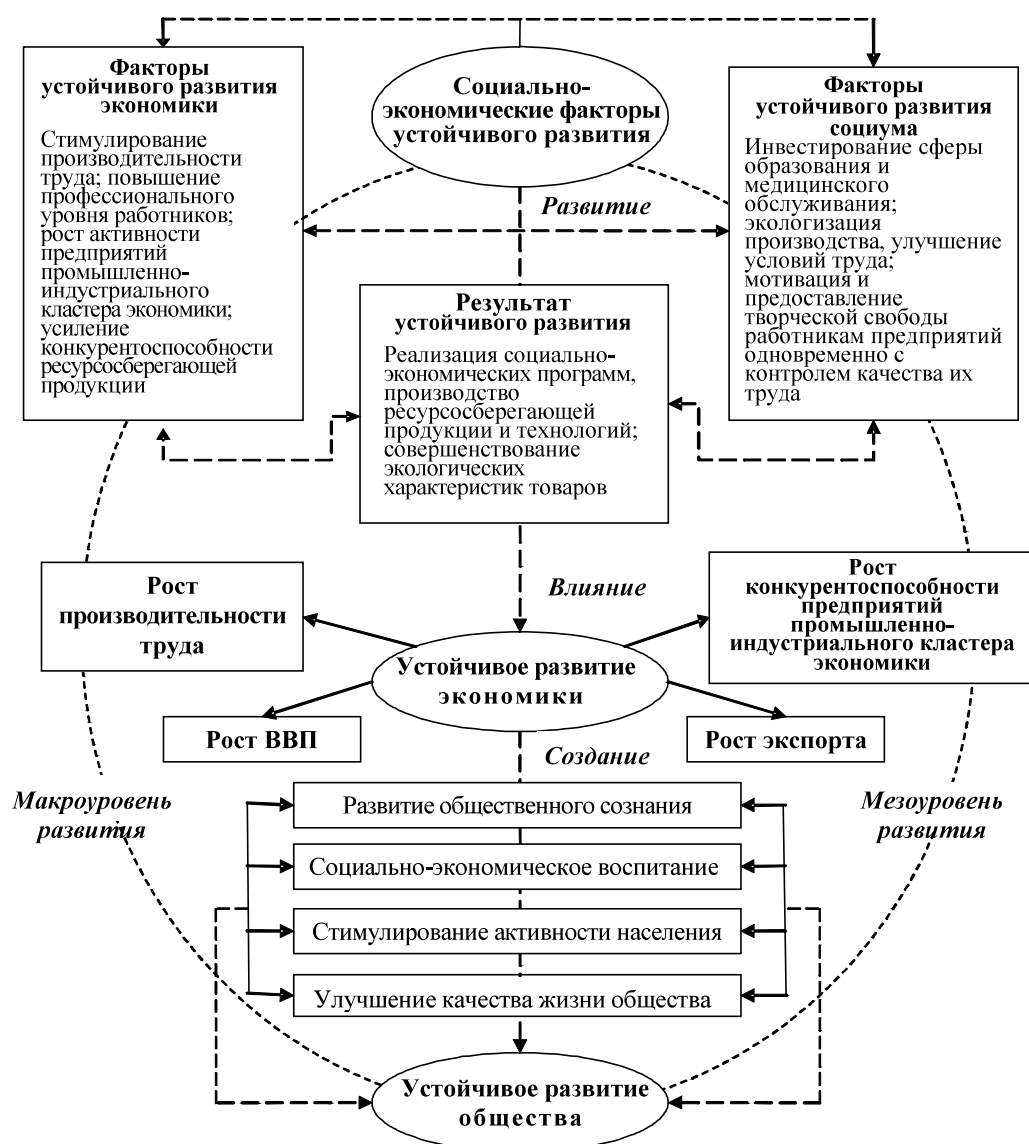 Факторы
устойчивого развития
экономики
Стимулирование
производительности
труда; повышение
профессионального
уровня работников;
рост активности
предприятий
промышленно-
индустриального
кластера экономики;
усиление
конкурентоспособности
ресурсосберегающей
продукции
Социально-
экономические факторы
устойчивого развития
Факторы
устойчивого развития
социума
Инвестирование сферы
образования и
медицинского
обслуживания;
экологизация
производства, улучшение
условий труда;
мотивация и
предоставление
творческой свободы
работникам предприятий
одновременно с
контролем качества их
труда
Развитие
Результат
устойчивого развития
Реализация социально-
экономических программ,
производство
ресурсосберегающей
продукции и технологий;
совершенствование
экологических
характеристик товаров
Влияние
Рост
производительности
труда
Рост
конкурентоспособности
предприятий
промышленно-
индустриального кластера
экономики
Устойчивое развитие
экономики
Рост ВВП
Рост экспорта
Создание
Макроуровень
развития
Мезоуровень
развития
Развитие общественного сознания
Социально-экономическое воспитание
Стимулирование активности населения
Улучшение качества жизни общества
Устойчивое развитие
общества